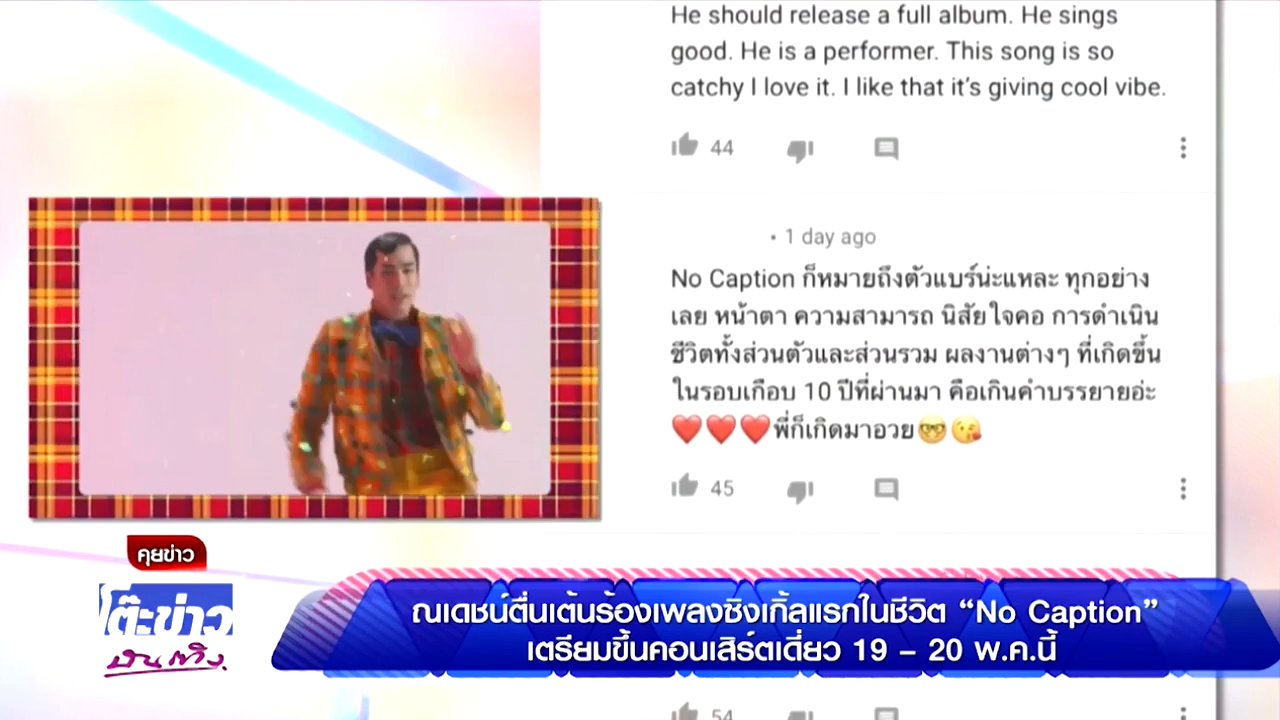 He should release a full album. He sings
good. He is a performer. This song is so
catchy I love it. I like that it's giving cool vibe.
44
• 1 day ago
No Caption ก็หมายถึงตัวแบร์น่ะแหละ ทุกอย่าง
เลย หน้าตา ความสามารถ นิสัยใจคอ การดำเนิน
ชีวิตทั้งส่วนตัวและส่วนรวม ผลงานต่างๆ ที่เกิดขึ้น
ในรอบเกือบ 10 ปีที่ผ่านมา คือเกินคำบรรยายอ่ะ
❤️❤️❤️พี่ก็เกิดมาอวย🤓😘
45
คุยข่าว
โต๊ะข่าว
บันเทิง
ณเดชน์ตื่นเต้นร้องเพลงซิงเกิ้ลแรกในชีวิต “No Caption”
เตรียมขึ้นคอนเสิร์ตเดี่ยว 19 – 20 พ.ค.นี้
54